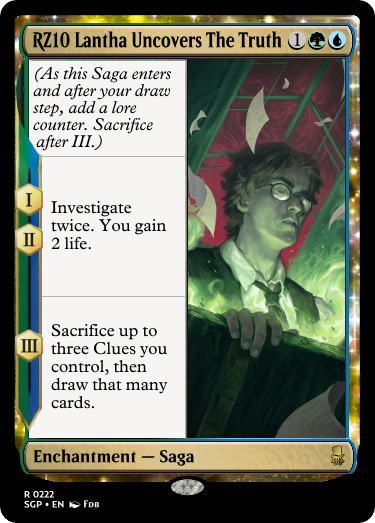 RZ10 Lantha Uncovers The Truth 1
(As this Saga enters
and after your draw
step, add a lore
counter. Sacrifice
after III.)
I
II
Investigate
twice. You gain
2 life.
III
Sacrifice up to
three Clues you
control, then
draw that many
cards.
Enchantment — Saga
R 0222
SGP • EN FDB